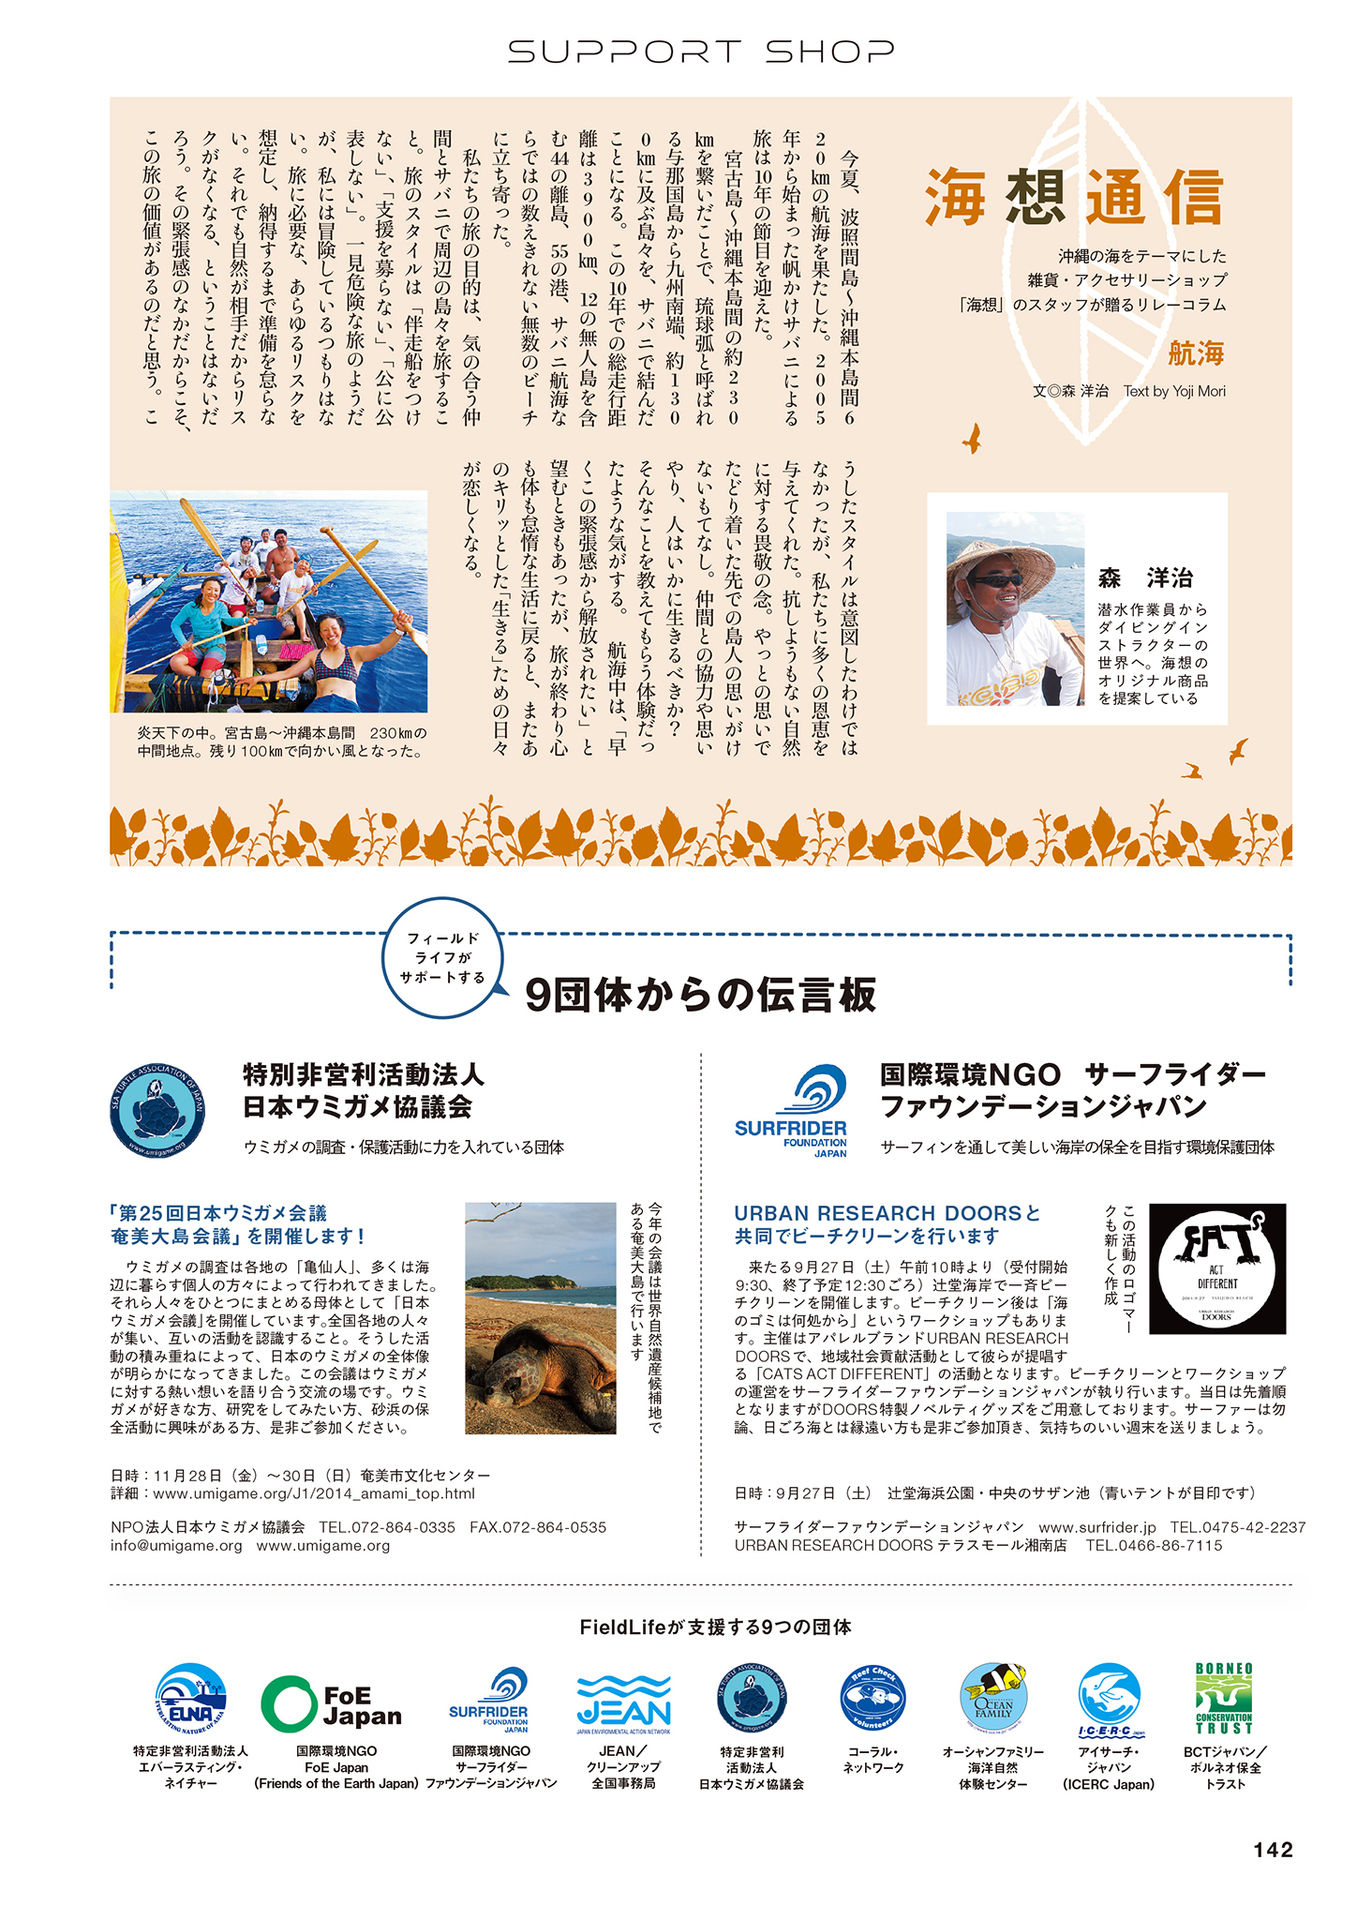 SUPPORT SHOP
海想通信
沖縄の海をテーマにした
雑貨・アクセサリーショップ
「海想」のスタッフが贈るリレーコラム
航海
文◎森 洋治　Text by Yoji Mori
今夏、波照間島〜沖縄本島間6
20㎞の航海を果たした。2005
年から始まった帆かけサバニによる
旅は10年の節目を迎えた。
宮古島〜沖縄本島間の約230
㎞を繋いだことで、琉球弧と呼ばれ
る与那国島から九州南端、約130
0㎞に及ぶ島々を、サバニで結んだ
ことになる。この10年での総走行距
離は3900㎞、12の無人島を含
む44の離島、55の港、サバニ航海な
らではの数えきれない無数のビーチ
に立ち寄った。
私たちの旅の目的は、気の合う仲
間とサバニで周辺の島々を旅するこ
と。旅のスタイルは「伴走船をつけ
ない」、「支援を募らない」、「公に公
表しない」。一見危険な旅のようだ
が、私には冒険しているつもりはな
い。旅に必要な、あらゆるリスクを
想定し、納得するまで準備を怠らな
い。それでも自然が相手だからリス
クがなくなる、ということはないだ
ろう。その緊張感のなかだからこそ、
この旅の価値があるのだと思う。こ
うしたスタイルは意図したわけでは
なかったが、私たちに多くの恩恵を
与えてくれた。抗しようもない自然
に対する畏敬の念。やっとの思いで
たどり着いた先での島人の思いがけ
ないもてなし。仲間との協力や思い
やり、人はいかに生きるべきか?
そんなことを教えてもらう体験だっ
たような気がする。　航海中は、「早
くこの緊張感から解放されたい」と
望むときもあったが、旅が終わり心
も体も怠惰な生活に戻ると、またあ
のキリッとした「生きる」ための日々
が恋しくなる。
森　洋治
潜水作業員から
ダイビングイン
ストラクターの
世界へ。海想の
オリジナル商品
を提案している
炎天下の中。宮古島〜沖縄本島間　230㎞の
中間地点。残り100㎞で向かい風となった。
フィールド
ライフが
サポートする
9団体からの伝言板
SEA TURTLE ASSOCIATION OF JAPAN
www.umigame.org
特別非営利活動法人
日本ウミガメ協議会
ウミガメの調査・保護活動に力を入れている団体
「第25回日本ウミガメ会議
奄美大島会議」を開催します!
ウミガメの調査は各地の「亀仙人」、多くは海
辺に暮らす個人の方々によって行われてきました。
それら人々をひとつにまとめる母体として「日本
ウミガメ会議」を開催しています。全国各地の人々
が集い、互いの活動を認識すること。そうした活
動の積み重ねによって、日本のウミガメの全体像
が明らかになってきました。この会議はウミガメ
に対する熱い想いを語り合う交流の場です。ウミ
ガメが好きな方、研究をしてみたい方、砂浜の保
全活動に興味がある方、是非ご参加ください。
今年の会議は世界自然遺産候補地で
ある奄美大島で行います
日時：11月28日（金）〜30日（日）奄美市文化センター
詳細：www.umigame.org/J1/2014_amami_top.html
NPO法人日本ウミガメ協議会　TEL.072-864-0335　FAX.072-864-0535
info@umigame.org　www.umigame.org
SURFRIDER
FOUNDATION
JAPAN
国際環境NGO　サーフライダー
ファウンデーションジャパン
サーフィンを通して美しい海岸の保全を目指す環境保護団体
URBAN RESEARCH DOORSと
共同でビーチクリーンを行います
来たる9月27日（土）午前10時より（受付開始
9:30、終了予定12:30ごろ）辻堂海岸で一斉ビー
チクリーンを開催します。ビーチクリーン後は「海
のゴミは何処から」というワークショップもありま
す。主催はアパレルブランドURBAN RESEARCH
DOORSで、地域社会貢献活動として彼らが提唱す
る「CATS ACT DIFFERENT」の活動となります。ビーチクリーンとワークショップ
の運営をサーフライダーファウンデーションジャパンが執り行います。当日は先着順
となりますがDOORS特製ノベルティグッズをご用意しております。サーファーは勿
論、日ごろ海とは縁遠い方も是非ご参加頂き、気持ちのいい週末を送りましょう。
この活動のロゴマー
クも新しく作成
ACT
DIFFERENT
URBAN RESEARCH
DOORS
日時：9月27日（土）　辻堂海浜公園・中央のサザン池（青いテントが目印です）
サーフライダーファウンデーションジャパン　www.surfrider.jp　TEL.0475-42-2237
URBAN RESEARCH DOORS テラスモール湘南店　TEL.0466-86-7115
FieldLifeが支援する9つの団体
ELNA
EVERLASTING NATURE OF ASIA
特定非営利活動法人
エバーラスティング・
ネイチャー
FoE
Japan
国際環境NGO
FoE Japan
（Friends of the Earth Japan）
SURFRIDER
FOUNDATION
JAPAN
国際環境NGO
サーフライダー
ファウンデーションジャパン
JEAN
JAPAN ENVIRONMENTAL ACTION NETWORK
JEAN／
クリーンアップ
全国事務局
SEA TURTLE ASSOCIATION OF JAPAN
www.umigame.org
特定非営利
活動法人
日本ウミガメ協議会
Reef Check
volunteers
コーラル・
ネットワーク
OCEAN
FAMILY
オーシャンファミリー
海洋自然
体験センター
I・C・E・R・C Japan
アイサーチ・
ジャパン
（ICERC Japan）
BORNEO
CONSERVATION
TRUST
BCTジャパン／
ボルネオ保全
トラスト
142